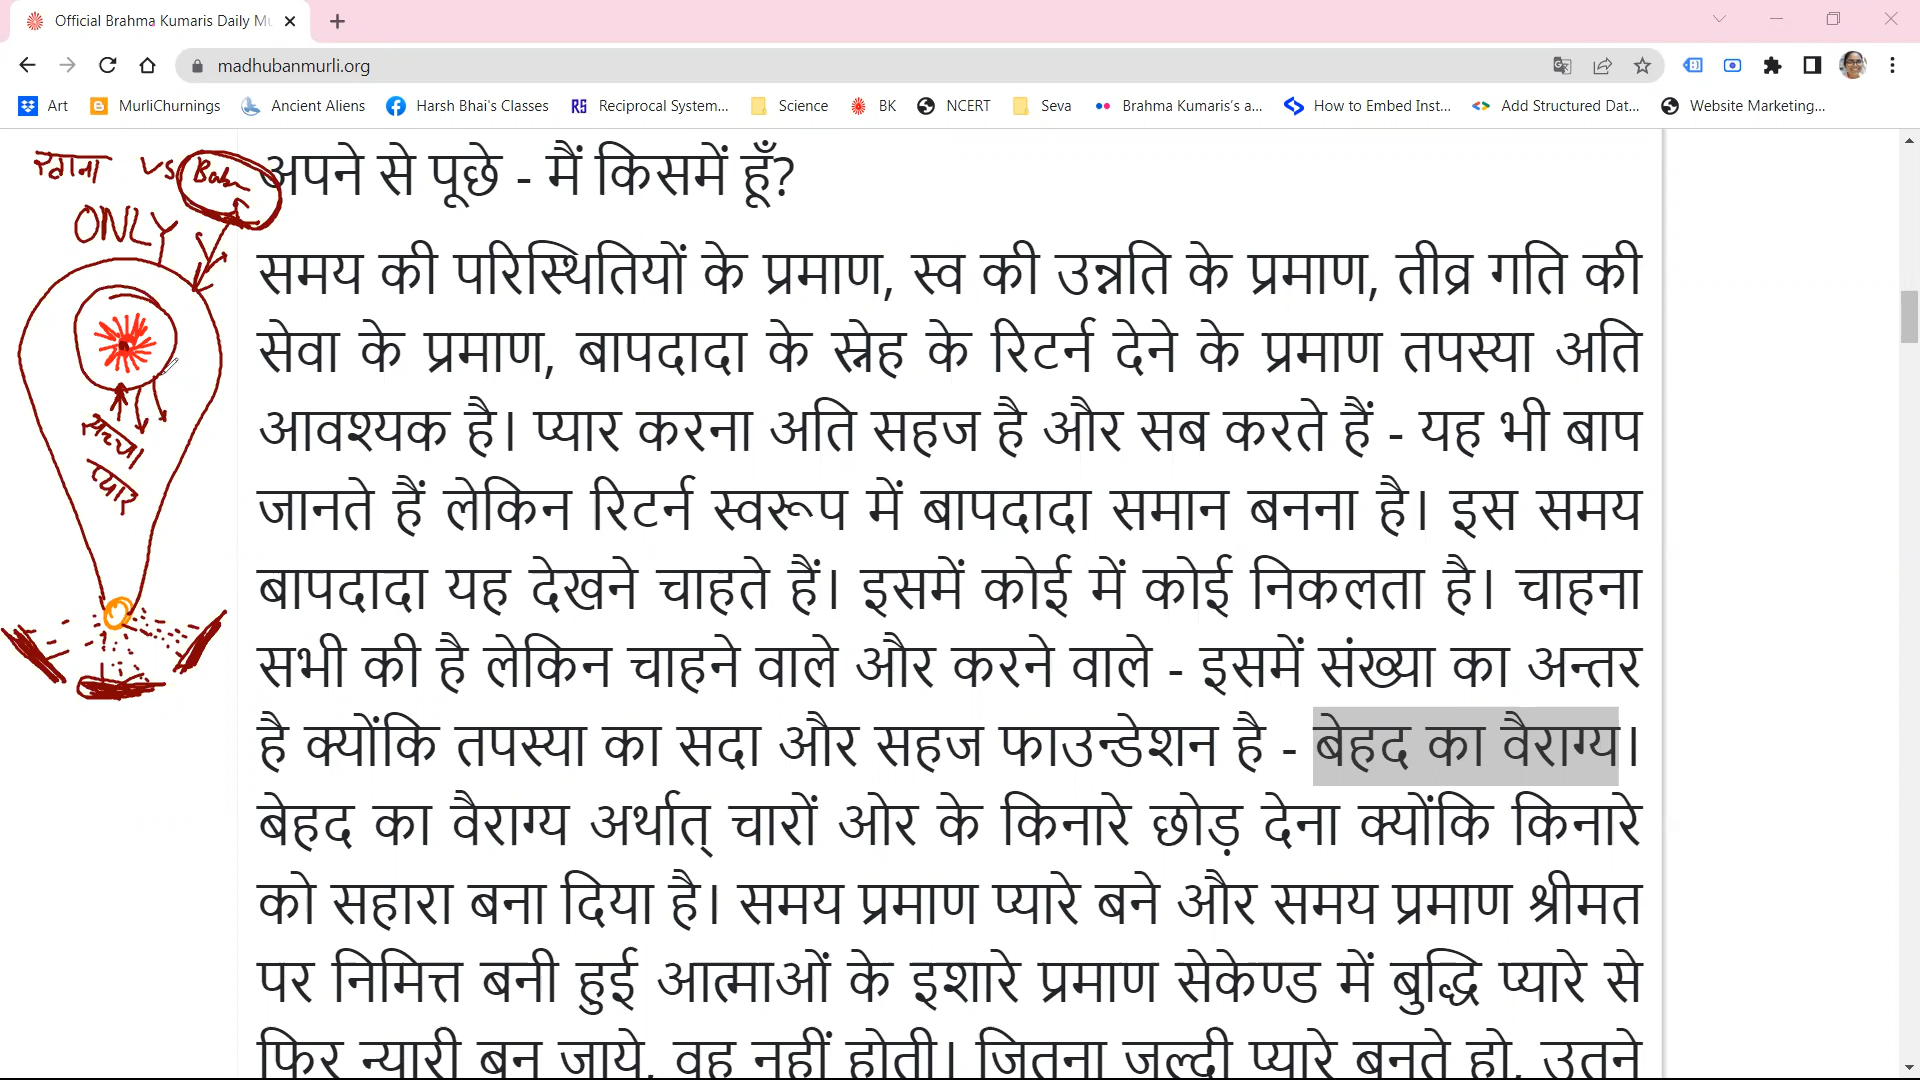 Official Brahma Kumaris Daily Mu
madhubanmurli.org
Art MurliChurnings Ancient Aliens Harsh Bhai's Classes RS Reciprocal System... Science BK NCERT Seva Brahma Kumaris's a... How to Embed Inst... Add Structured Dat... Website Marketing...
VS Baba
ONLY
सच्चा
प्यार
अपने से पूछे - मैं किसमें हूँ?
समय की परिस्थितियों के प्रमाण, स्व की उन्नति के प्रमाण, तीव्र गति की
सेवा के प्रमाण, बापदादा के स्नेह के रिटर्न देने के प्रमाण तपस्या अति
आवश्यक है। प्यार करना अति सहज है और सब करते हैं - यह भी बाप
जानते हैं लेकिन रिटर्न स्वरूप में बापदादा समान बनना है। इस समय
बापदादा यह देखने चाहते हैं। इसमें कोई में कोई निकलता है। चाहना
सभी की है लेकिन चाहने वाले और करने वाले - इसमें संख्या का अन्तर
है क्योंकि तपस्या का सदा और सहज फाउन्डेशन है - बेहद का वैराग्य।
बेहद का वैराग्य अर्थात् चारों ओर के किनारे छोड़ देना क्योंकि किनारे
को सहारा बना दिया है। समय प्रमाण प्यारे बने और समय प्रमाण श्रीमत
पर निमित्त बनी हुई आत्माओं के इशारे प्रमाण सेकेण्ड में बुद्धि प्यारे से
फिर न्यारी बन जाये, वह नहीं होती। जितना जल्दी प्यारे बनते हो, उतने